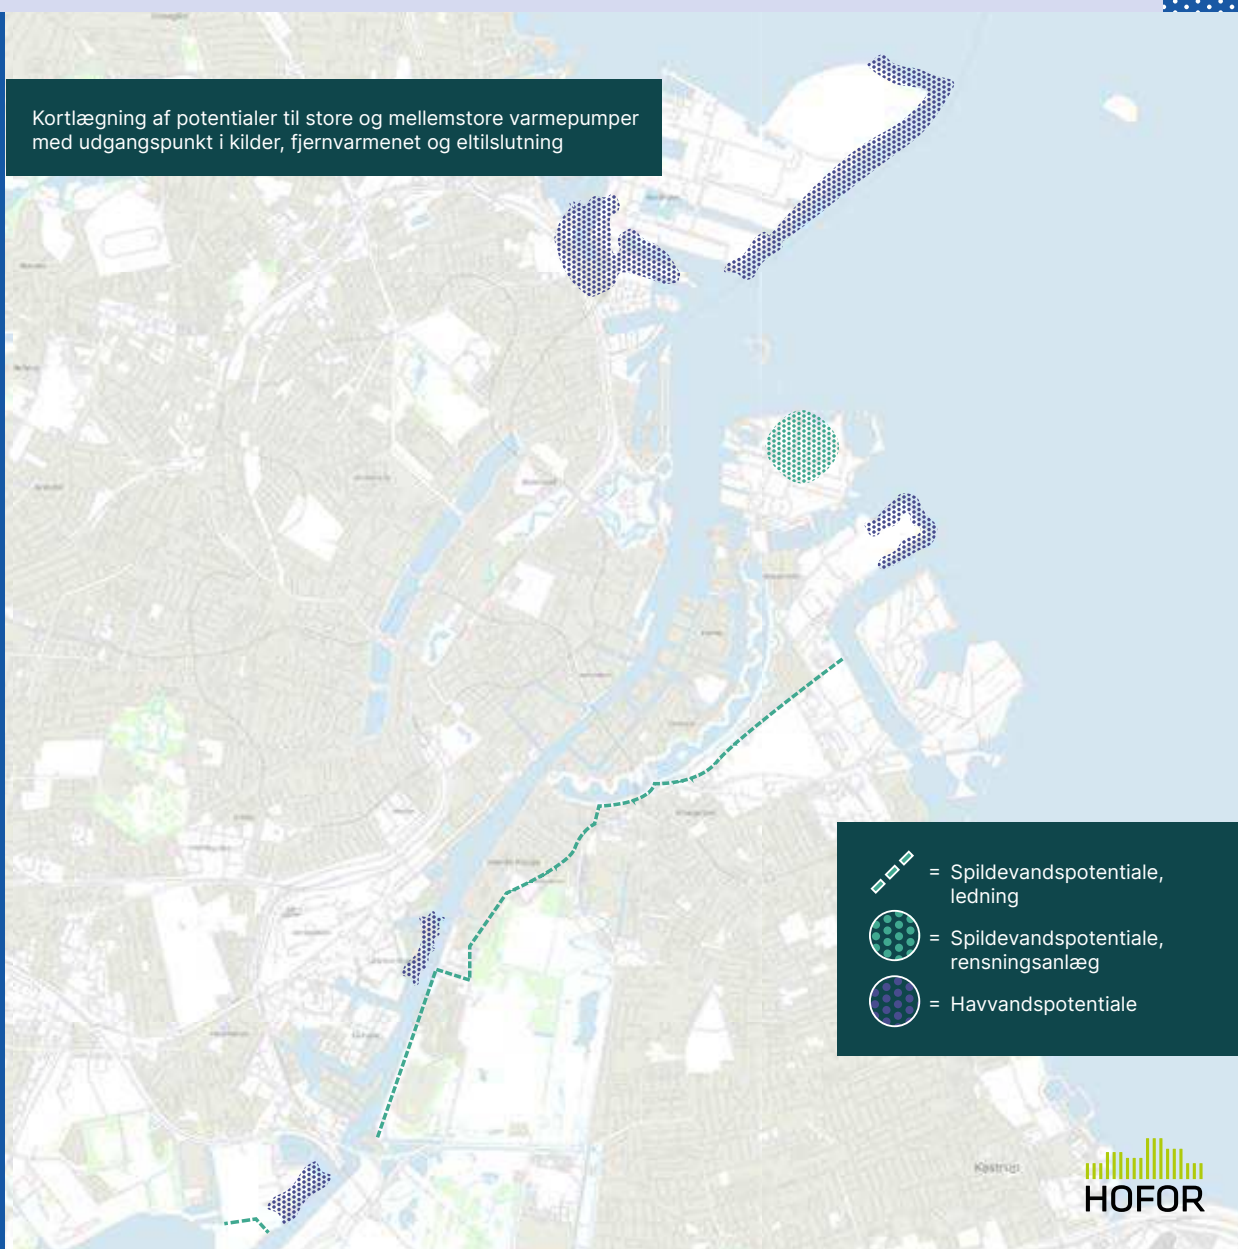 Kortlægning af potentialer til store og mellemstore varmepumper
med udgangspunkt i kilder, fjernvarmenet og eltilslutning
= Spildevandspotentiale,
ledning
= Spildevandspotentiale,
rensningsanlæg
= Havvandspotentiale
Kastrup
HOFOR